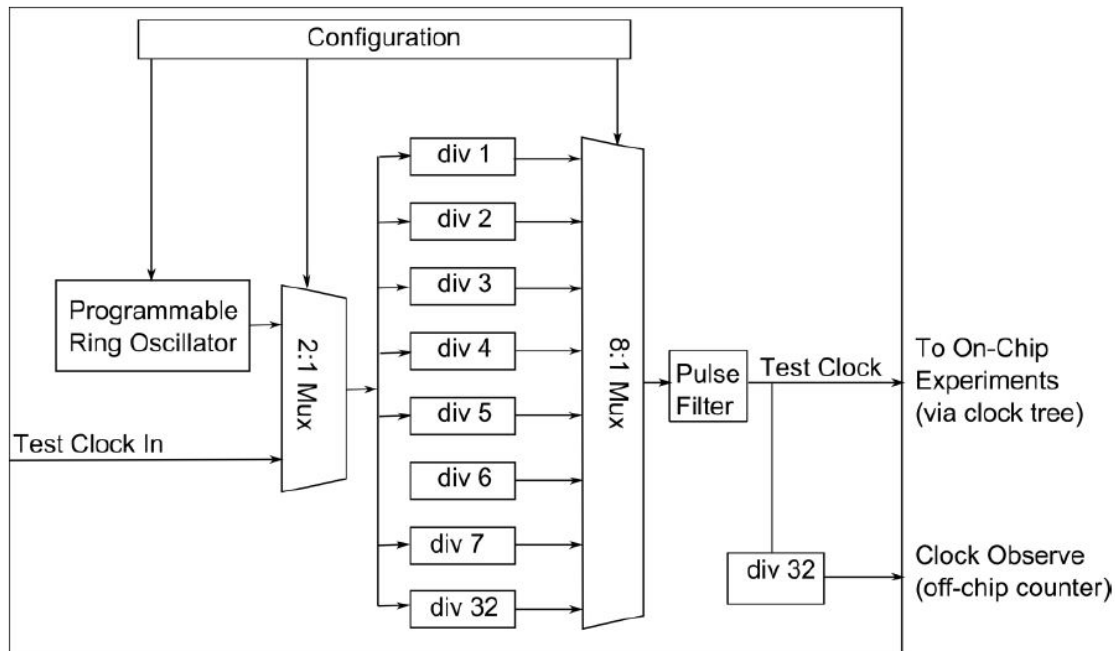 Configuration
div 1
div 2
div 3
div 4
div 5
div 6
div 7
div 32
Programmable
Ring Oscillator
2:1 Mux
Test Clock In
8:1 Mux
Pulse
Filter
Test Clock
div 32
To On-Chip
Experiments
(via clock tree)
Clock Observe
(off-chip counter)